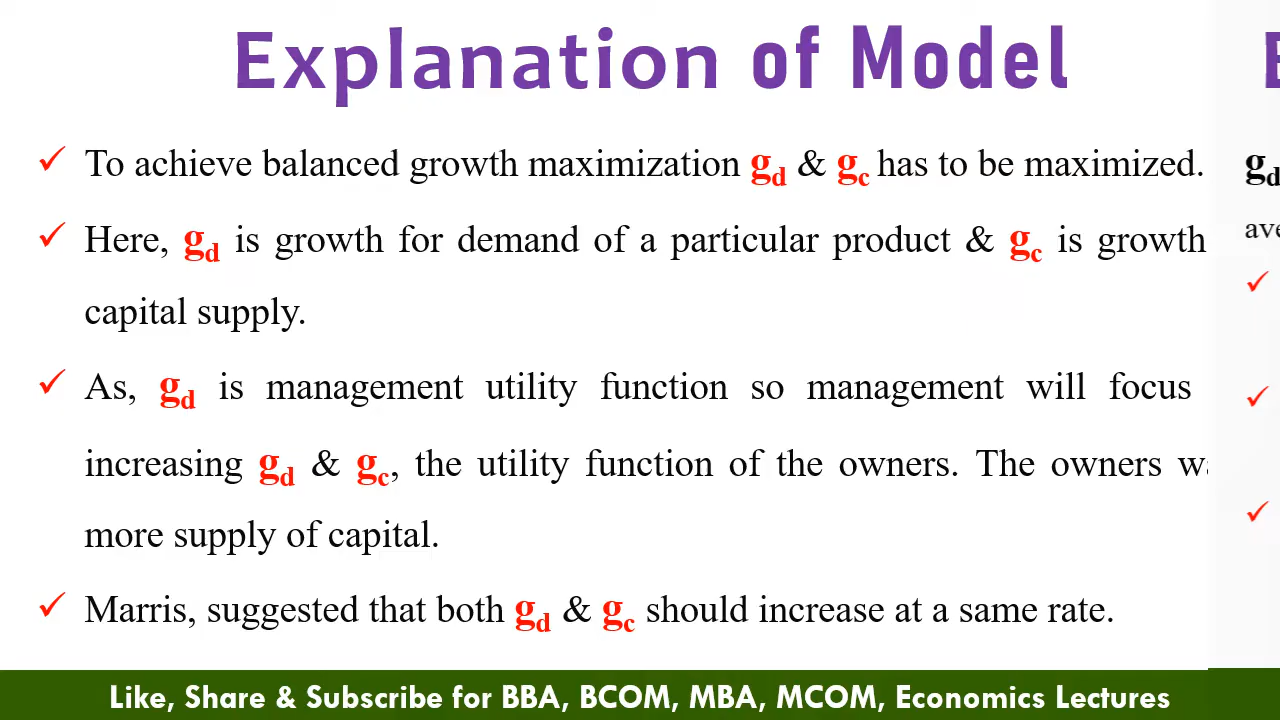 Explanation of Model
✓ To achieve balanced growth maximization gd & gc has to be maximized.
✓ Here, gd is growth for demand of a particular product & gc is growth
capital supply.
✓ As, gd is management utility function so management will focus
increasing gd & gc, the utility function of the owners. The owners
more supply of capital.
✓ Marris, suggested that both gd & gc should increase at a same rate.
gd
Like, Share & Subscribe for BBA, BCOM, MBA, MCOM, Economics Lectures